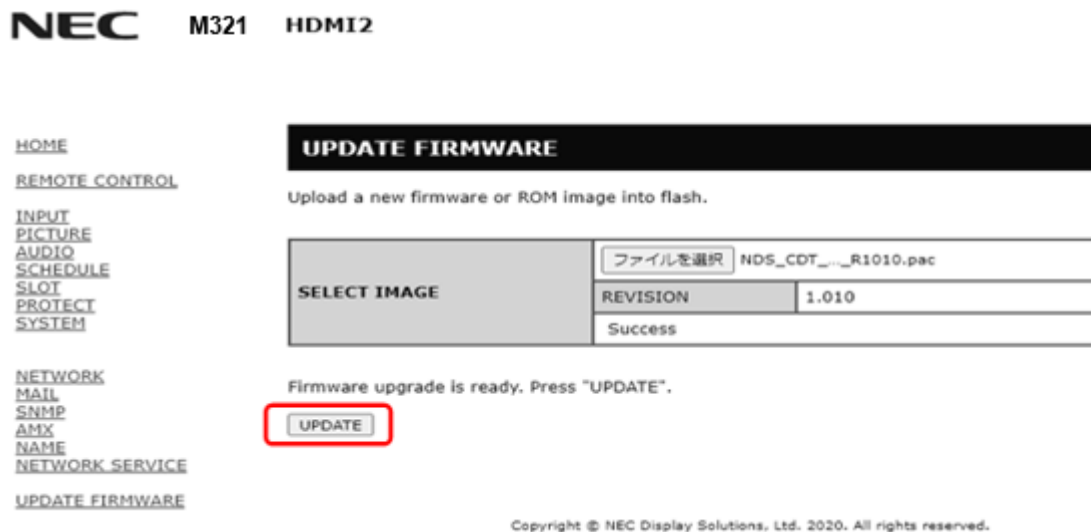 NEC M321 HDMI2
HOME
REMOTE CONTROL
INPUT
PICTURE
AUDIO
SCHEDULE
SLOT
PROTECT
SYSTEM
NETWORK
MAIL
SNMP
AMX
NAME
NETWORK SERVICE
UPDATE FIRMWARE
UPDATE FIRMWARE
Upload a new firmware or ROM image into flash.
SELECT IMAGE
ファイルを選択 NDS_CDT_..._R1010.pac
REVISION 1.010
Success
Firmware upgrade is ready. Press "UPDATE".
UPDATE
Copyright © NEC Display Solutions, Ltd. 2020. All rights reserved.